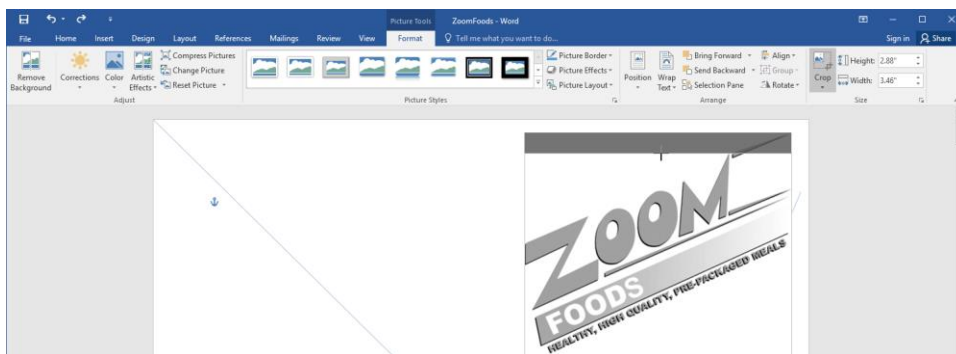 Picture Tools ZoomFoods - Word
File Home Insert Design Layout References Mailings Review View Format Tell me what you want to do... Sign in Share
Remove Background
Corrections
Color
Artistic Effects
Compress Pictures
Change Picture
Reset Picture
Adjust
Picture Styles
Picture Border
Picture Effects
Picture Layout
Position
Wrap Text
Bring Forward
Send Backward
Selection Pane
Align
Group
Rotate
Arrange
Crop
Height: 2.88"
Width: 3.46"
Size
ZOOM
FOODS
HEALTHY, HIGH QUALITY, PRE-PACKAGED MEALS